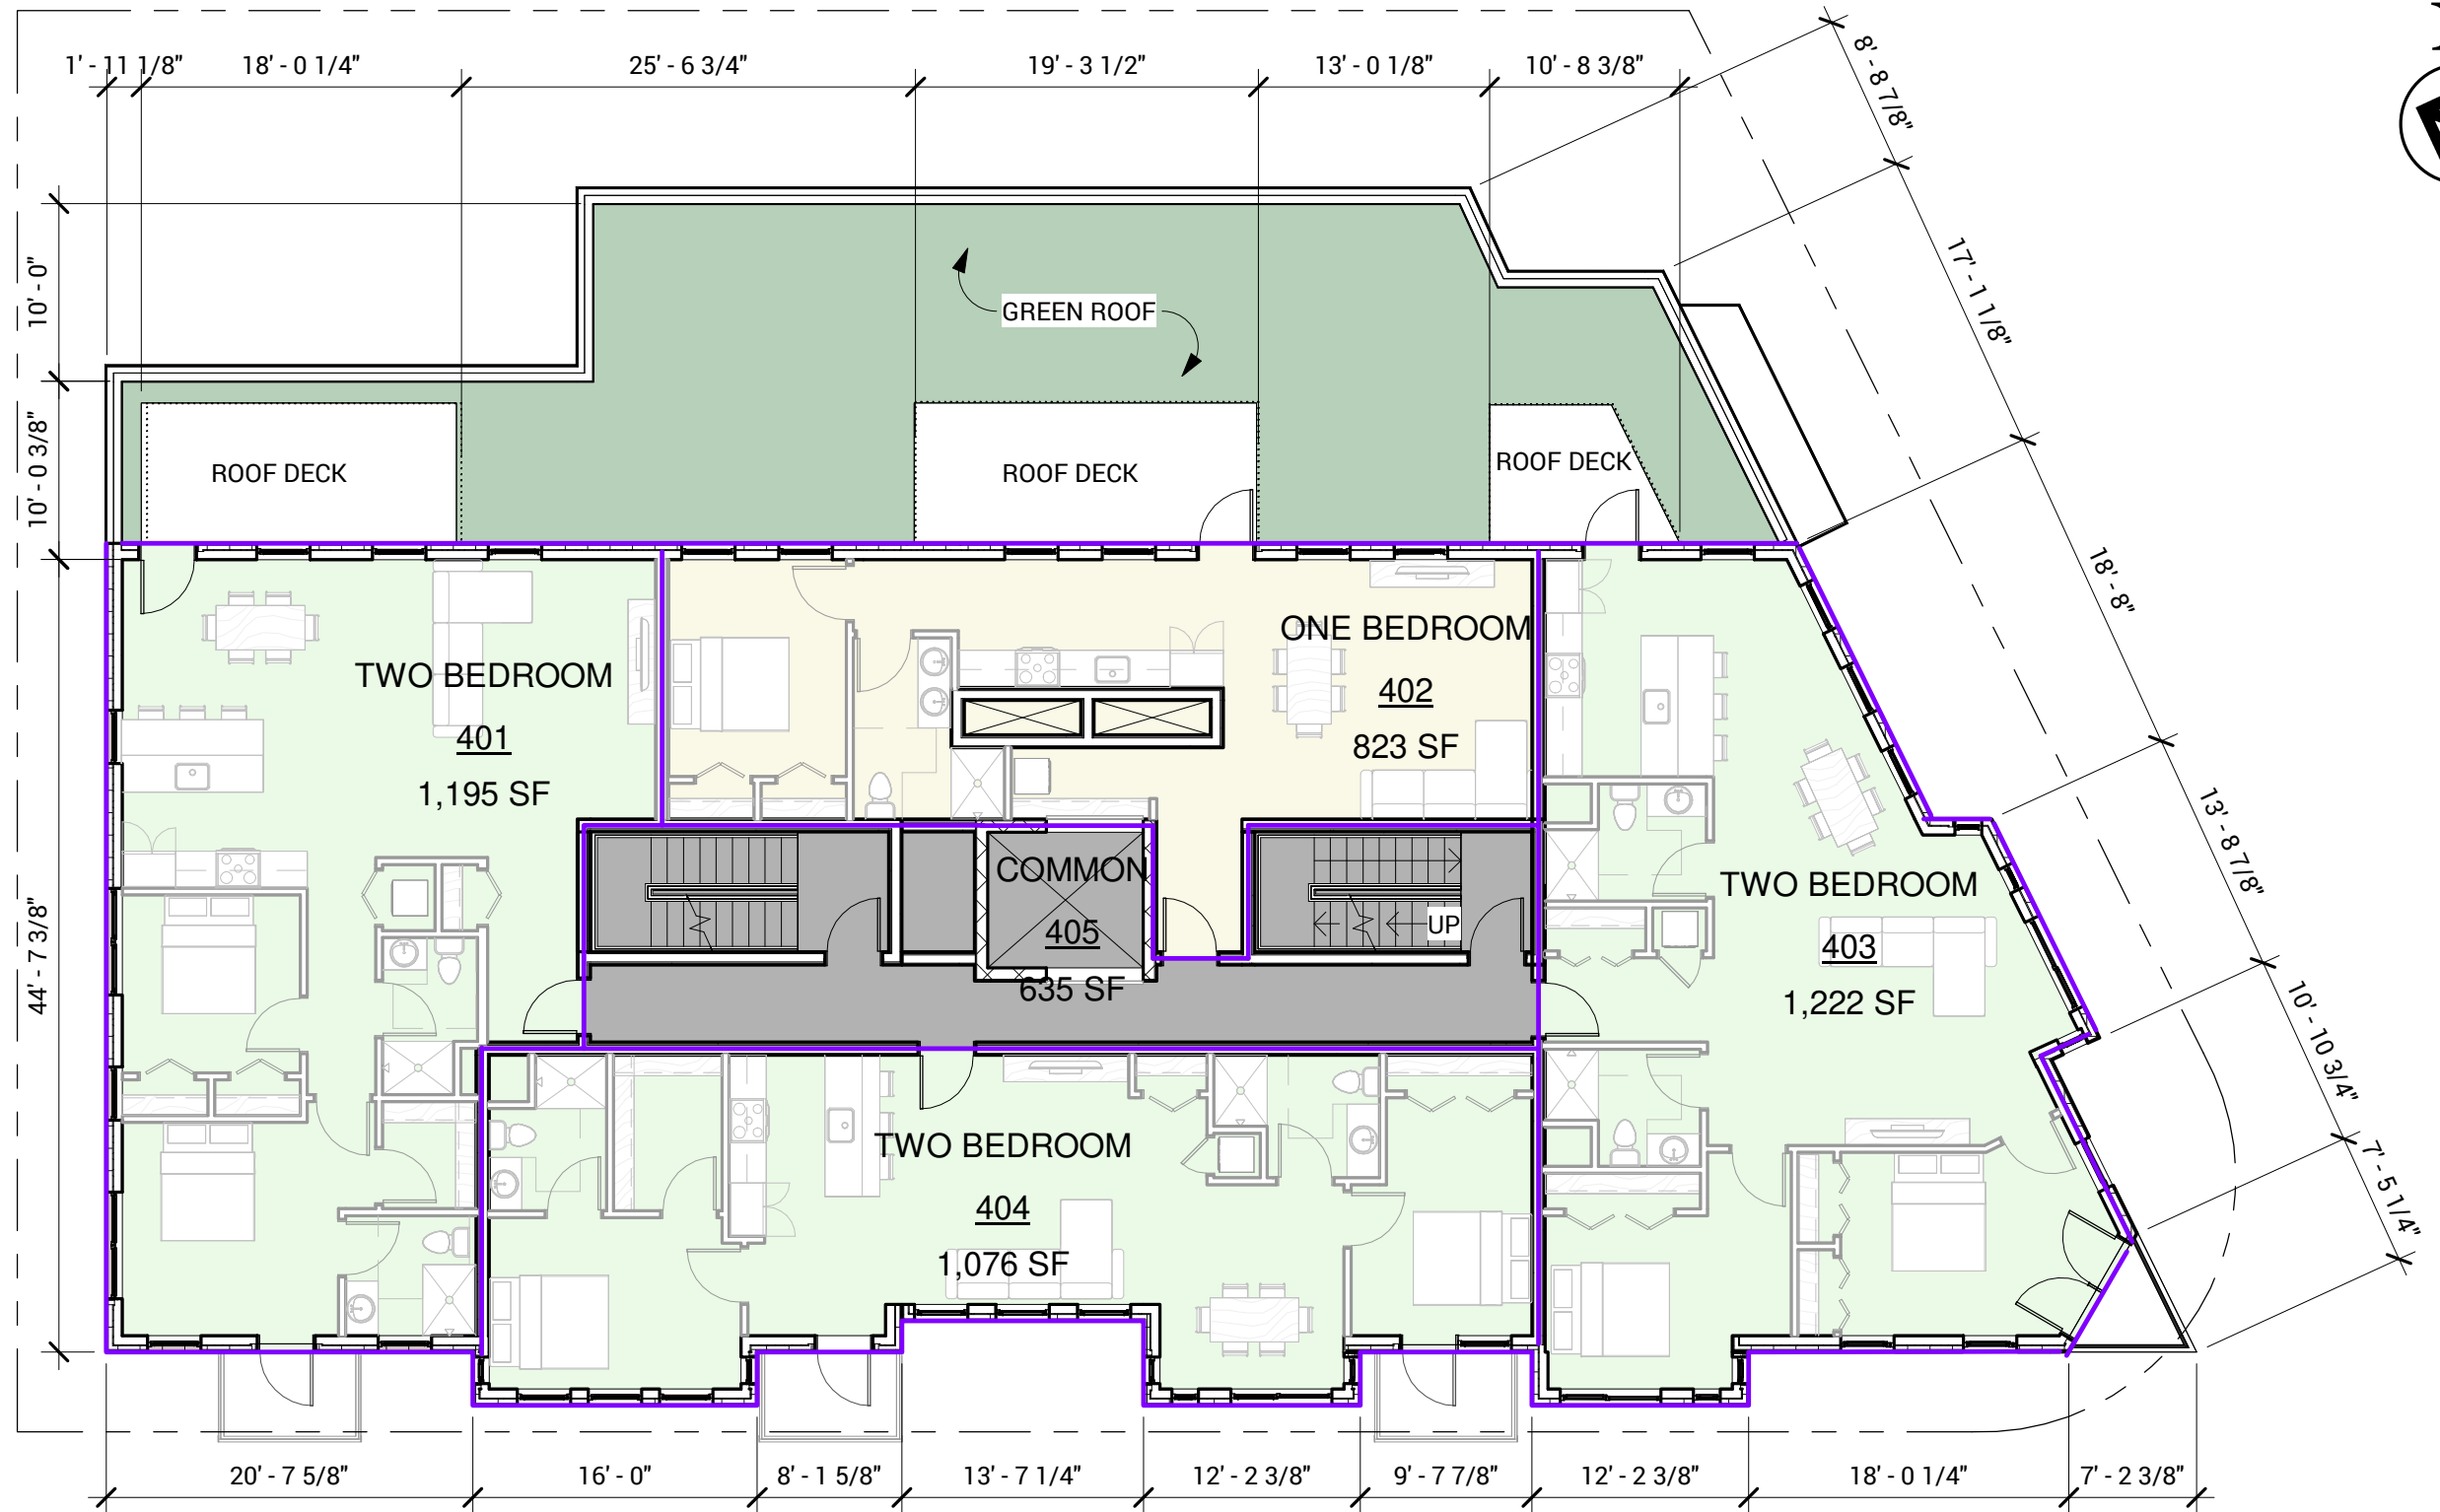 1' - 11 1/8"
18' - 0 1/4"
25' - 6 3/4"
19' - 3 1/2"
13' - 0 1/8"
10' - 8 3/8"
8' - 8 7/8"
17' - 1 1/8"
18' - 8"
13' - 8 7/8"
10' - 10 3/4"
7' - 5 1/4"
10' - 0"
10' - 0 3/8"
44' - 7 3/8"
GREEN ROOF
ROOF DECK
ROOF DECK
ROOF DECK
TWO BEDROOM
401
1,195 SF
ONE BEDROOM
402
823 SF
COMMON
405
635 SF
UP
TWO BEDROOM
403
1,222 SF
TWO BEDROOM
404
1,076 SF
20' - 7 5/8"
16' - 0"
8' - 1 5/8"
13' - 7 1/4"
12' - 2 3/8"
9' - 7 7/8"
12' - 2 3/8"
18' - 0 1/4"
7' - 2 3/8"